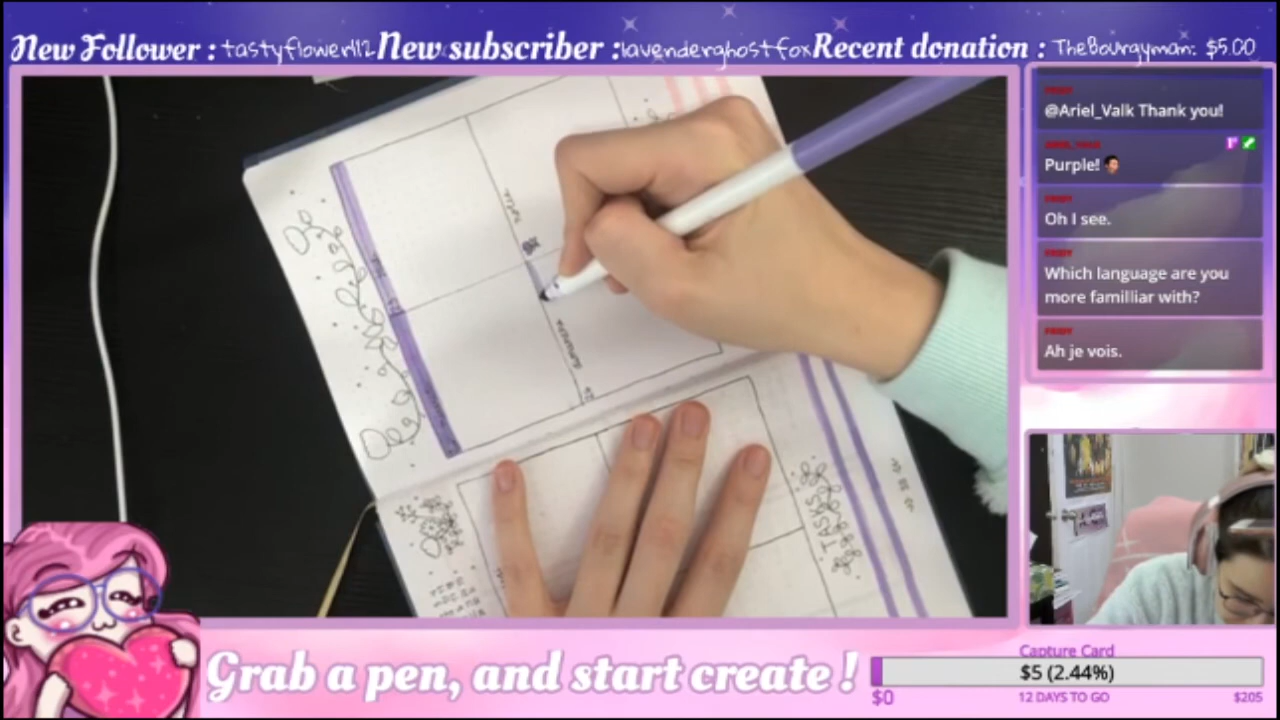 New Follower : tastyflower112 New subscriber : lavenderghostfox Recent donation : TheBourgyman: $5.00
@Ariel_Valk Thank you!
Purple!
Oh I see.
Which language are you
more familliar with?
Ah je vois.
TASKS
Grab a pen, and start create !
Capture Card
$5 (2.44%)
$0
12 DAYS TO GO
$205